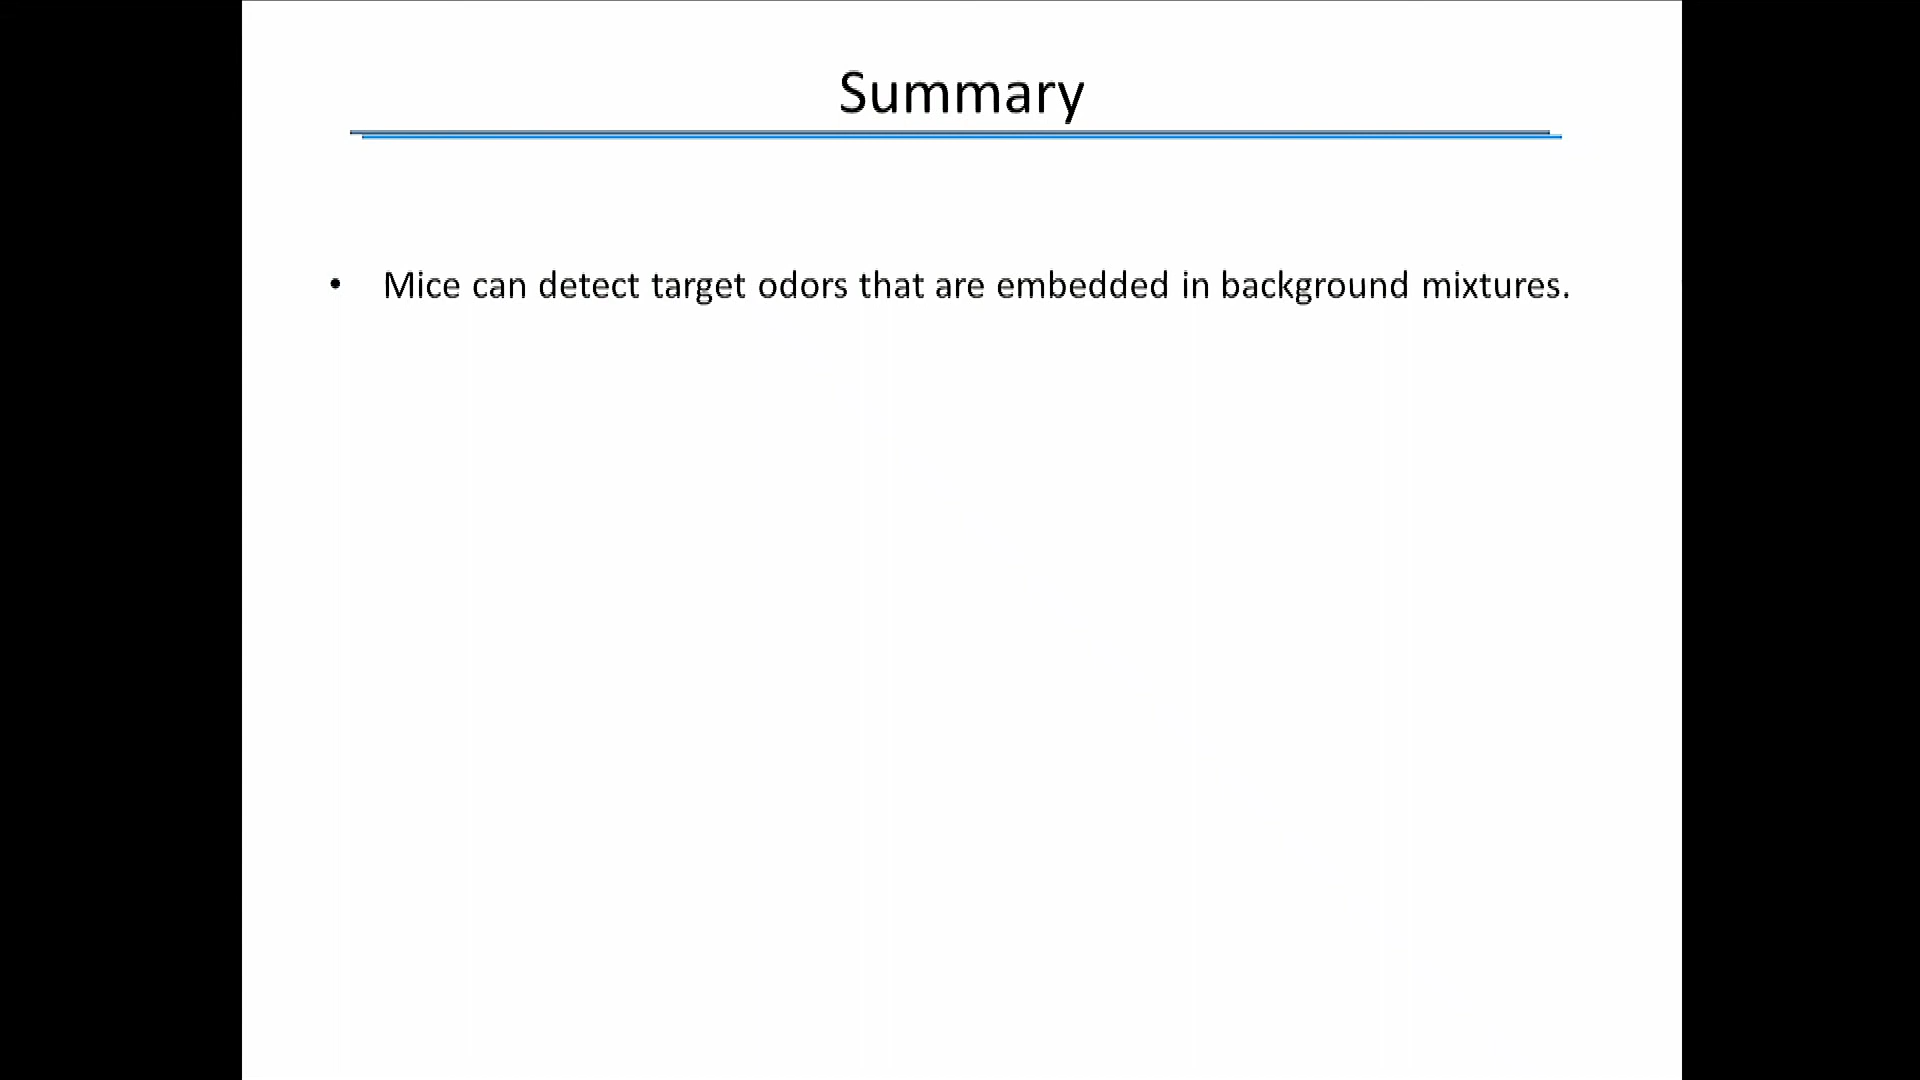 Summary
• Mice can detect target odors that are embedded in background mixtures.